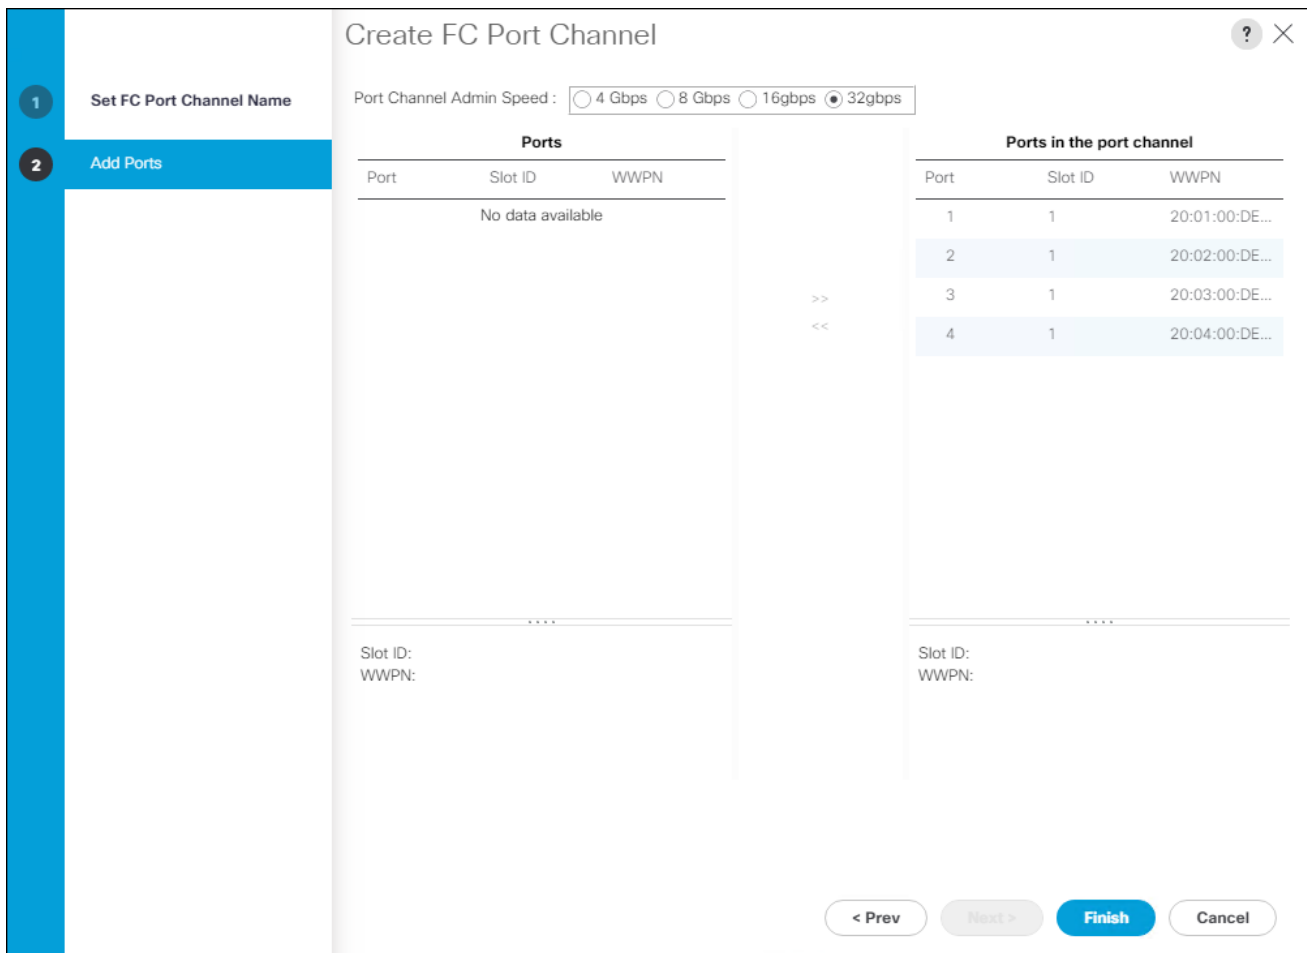 Create FC Port Channel
?
1 Set FC Port Channel Name
2 Add Ports
Port Channel Admin Speed : 4 Gbps 8 Gbps 16gbps 32gbps
Ports
Port Slot ID WWPN
No data available
>>
<<
Ports in the port channel
Port Slot ID WWPN
1 1 20:01:00:DE...
2 1 20:02:00:DE...
3 1 20:03:00:DE...
4 1 20:04:00:DE...
Slot ID:
WWPN:
Slot ID:
WWPN:
< Prev Next > Finish Cancel